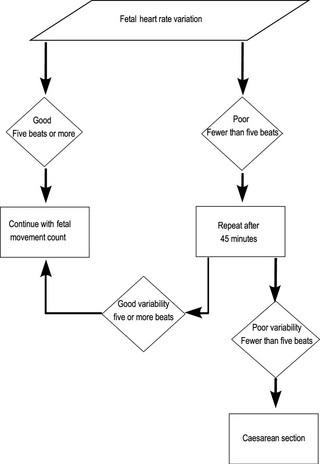 Fetal heart rate variation
Good
Five beats or more
Poor
Fewer than five beats
Continue with fetal
movement count
Repeat after
45 minutes
Good variability
five or more beats
Poor variability
Fewer than five beats
Caesarean section